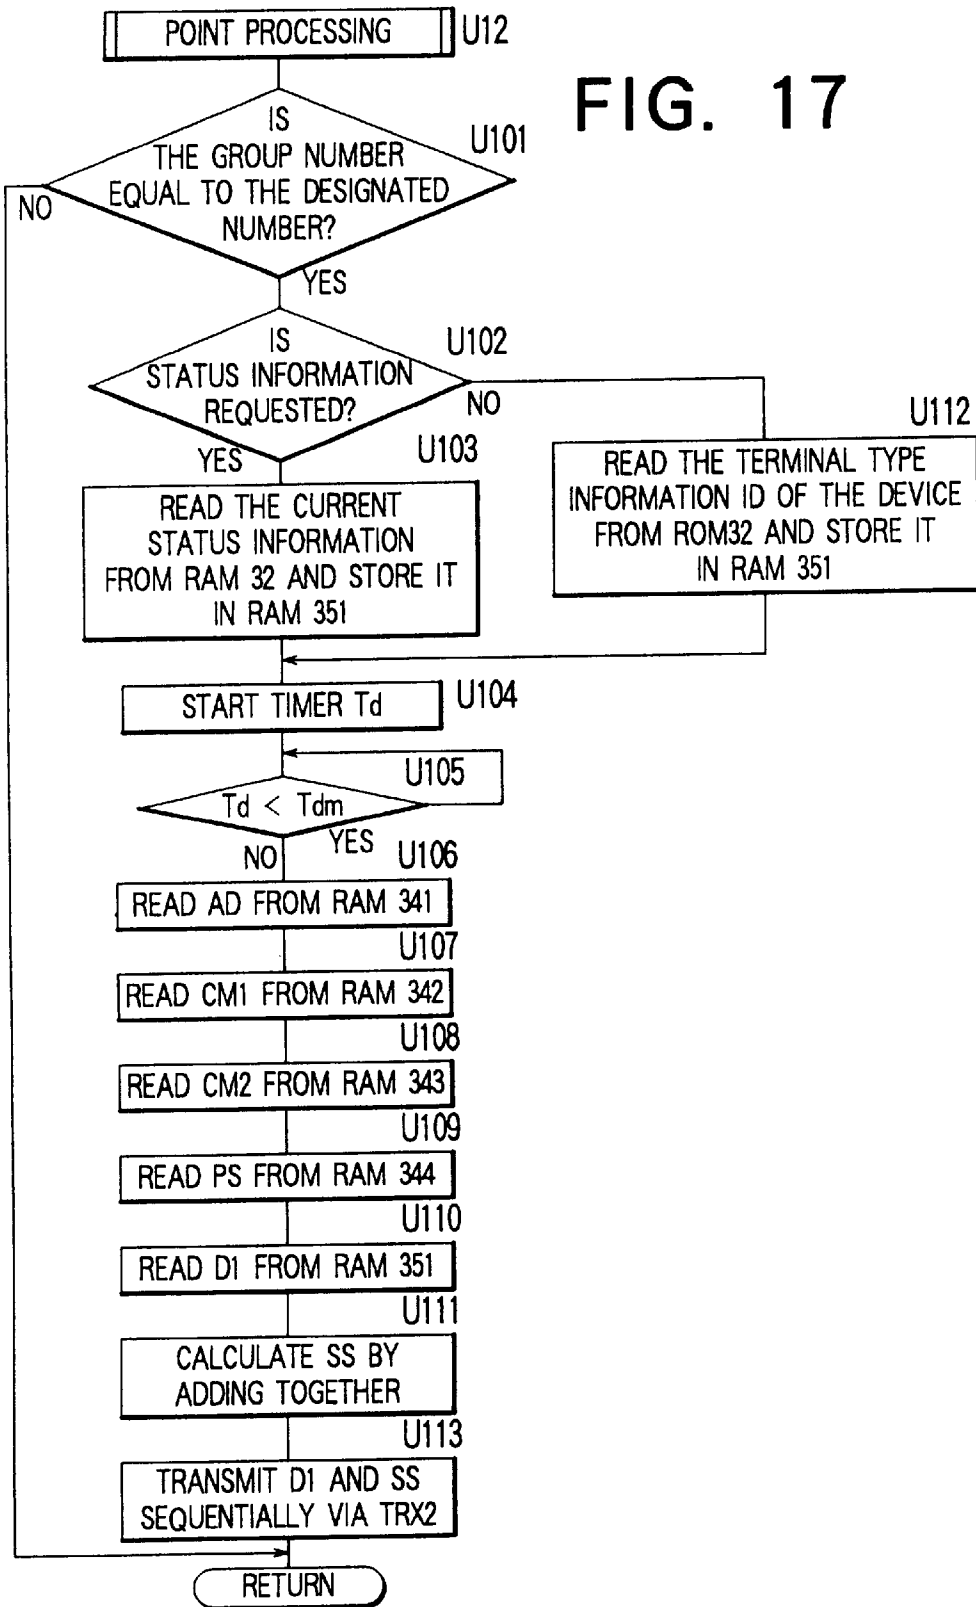 POINT PROCESSING
U12
FIG. 17
IS
THE GROUP NUMBER
EQUAL TO THE DESIGNATED
NUMBER?
U101
NO
YES
IS
STATUS INFORMATION
REQUESTED?
U102
NO
YES
U103
READ THE CURRENT
STATUS INFORMATION
FROM RAM 32 AND STORE IT
IN RAM 351
U112
READ THE TERMINAL TYPE
INFORMATION ID OF THE DEVICE
FROM ROM32 AND STORE IT
IN RAM 351
START TIMER Td
U104
U105
Td < Tdm
YES
NO
U106
READ AD FROM RAM 341
U107
READ CM1 FROM RAM 342
U108
READ CM2 FROM RAM 343
U109
READ PS FROM RAM 344
U110
READ D1 FROM RAM 351
U111
CALCULATE SS BY
ADDING TOGETHER
U113
TRANSMIT D1 AND SS
SEQUENTIALLY VIA TRX2
RETURN